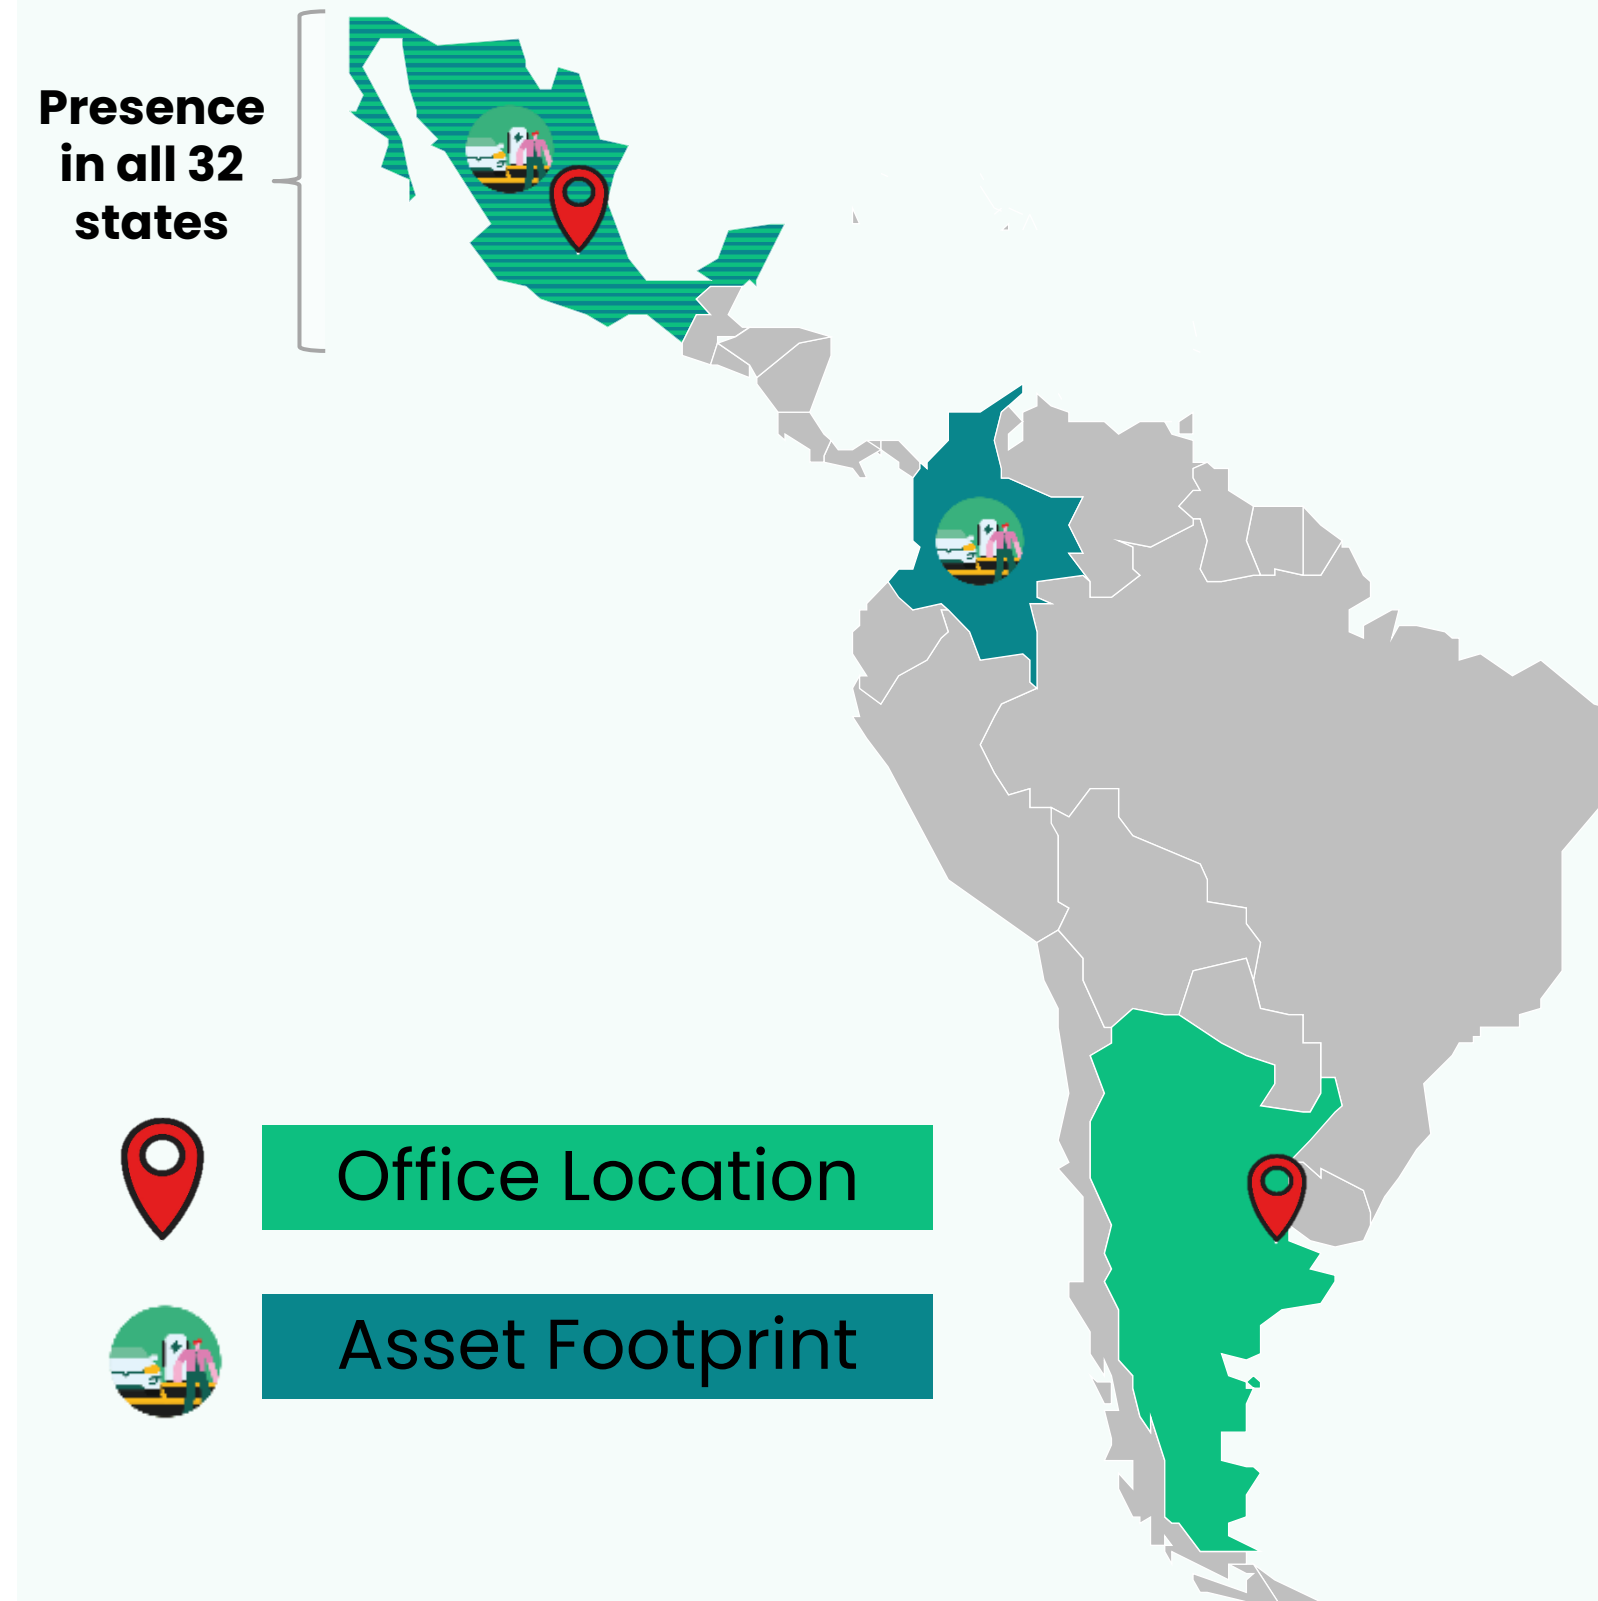 Presence
in all 32
states
Office Location
Asset Footprint